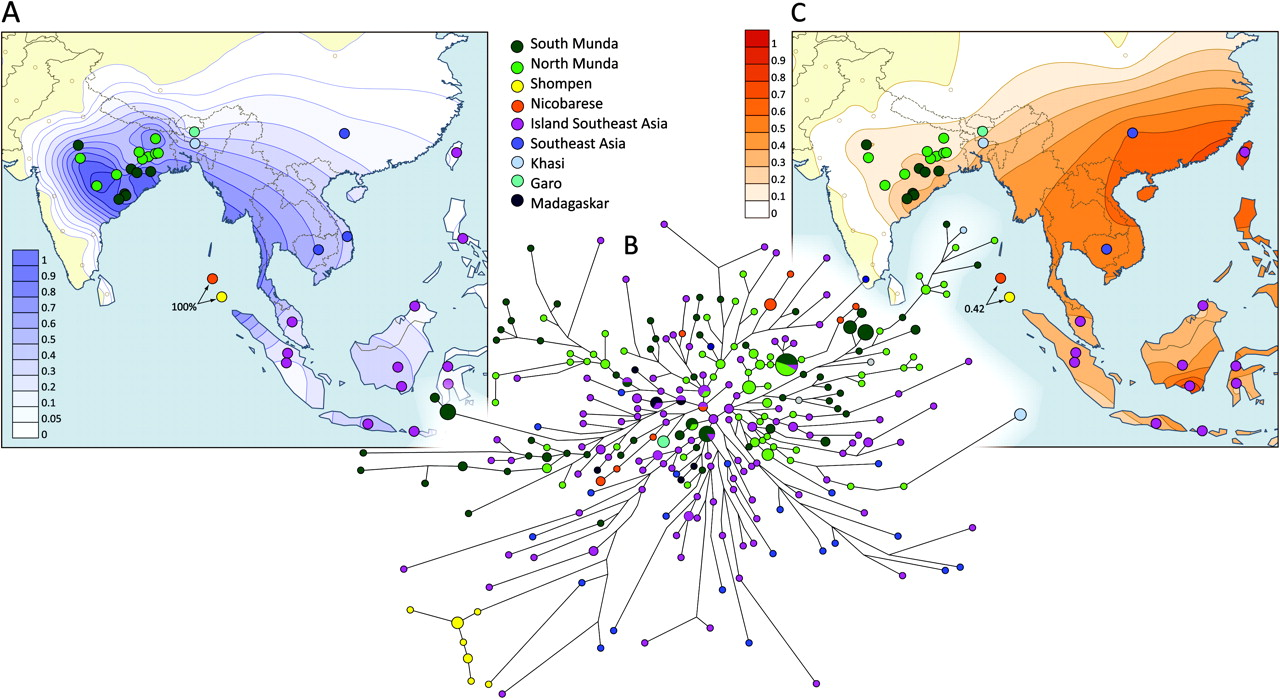 A
South Munda
North Munda
Shompen
Nicobarese
Island Southeast Asia
Southeast Asia
Khasi
Garo
Madagaskar
100%
1
0.9
0.8
0.7
0.6
0.5
0.4
0.3
0.2
0.1
0.05
0
B
C
1
0.9
0.8
0.7
0.6
0.5
0.4
0.3
0.2
0.1
0
0.42